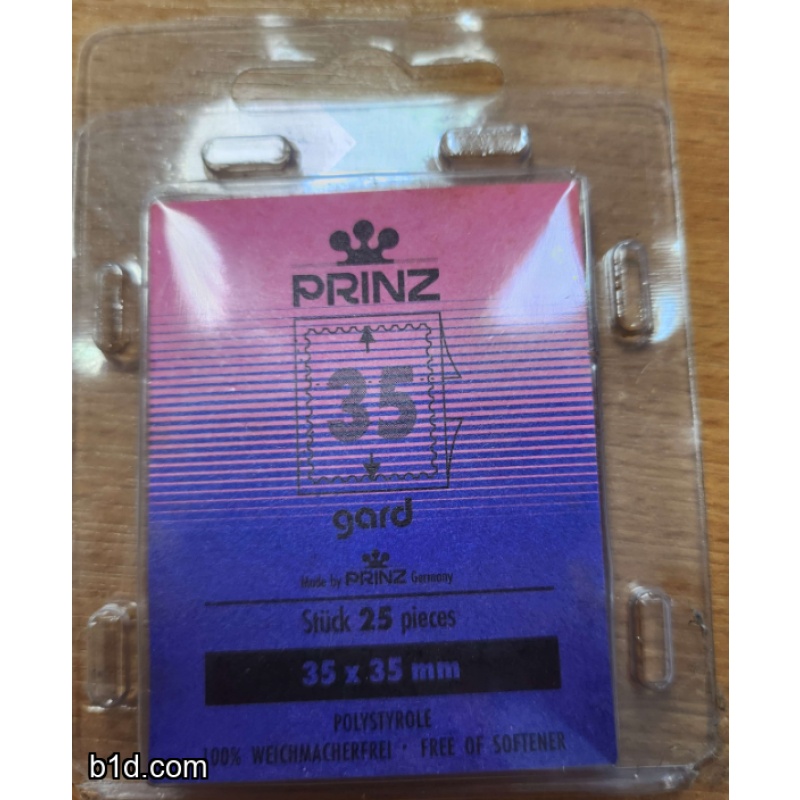 PRINZ
35
gard
Made by PRINZ Germany
Stück 25 pieces
35 x 35 mm
POLYSTYROLE
100% WEICHMACHERFREI · FREE OF SOFTENER
b1d.com